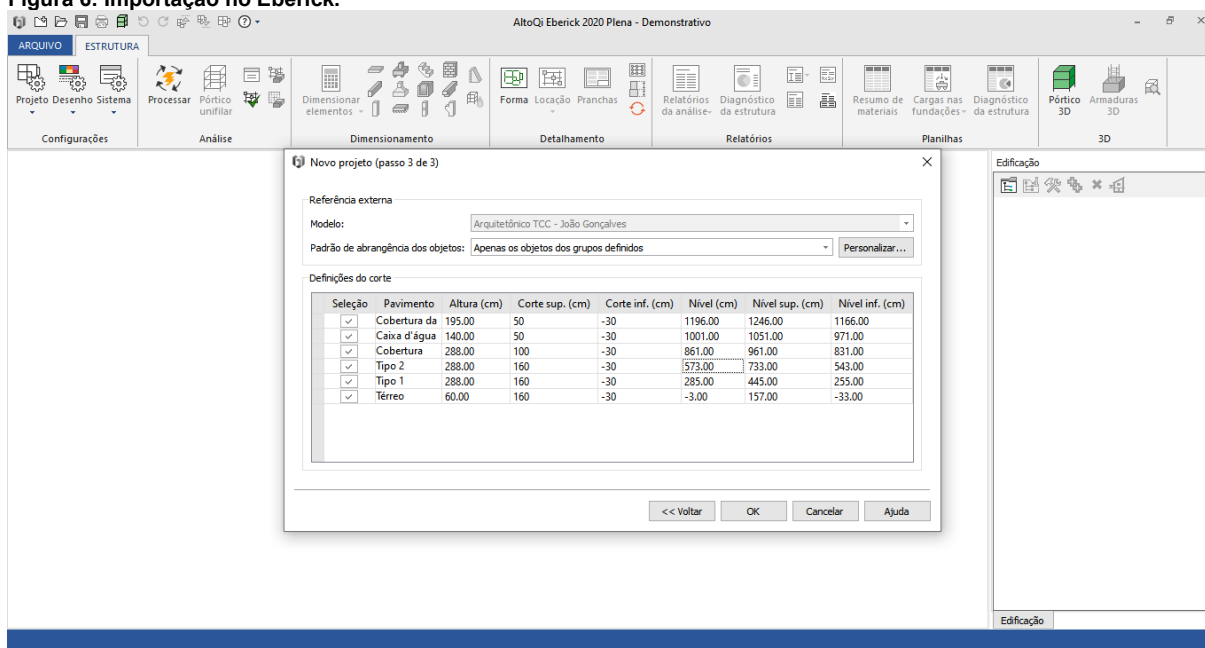 Figura 6: Importação no Eberick.
AltoQi Eberick 2020 Plena - Demonstrativo
ARQUIVO ESTRUTURA
Projeto Desenho Sistema
Configurações
Processar Pórtico unifilar
Análise
Dimensionar elementos
Dimensionamento
Forma Locação Pranchas
Detalhamento
Relatórios da análise Diagnóstico da estrutura
Relatórios
Resumo de materiais Cargas nas fundações Diagnóstico da estrutura
Planilhas
Pórtico 3D Armaduras 3D
3D
Novo projeto (passo 3 de 3)
Referência externa
Modelo: Arquitetônico TCC - João Gonçalves
Padrão de abrangência dos objetos: Apenas os objetos dos grupos definidos Personalizar...
Definições do corte
Seleção Pavimento Altura (cm) Corte sup. (cm) Corte inf. (cm) Nível (cm) Nível sup. (cm) Nível inf. (cm)
Cobertura da 195.00 50 -30 1196.00 1246.00 1166.00
Caixa d'água 140.00 50 -30 1001.00 1051.00 971.00
Cobertura 288.00 100 -30 861.00 961.00 831.00
Tipo 2 288.00 160 -30 573.00 733.00 543.00
Tipo 1 288.00 160 -30 285.00 445.00 255.00
Térreo 60.00 160 -30 -3.00 157.00 -33.00
<< Voltar OK Cancelar Ajuda
Edificação
Edificação